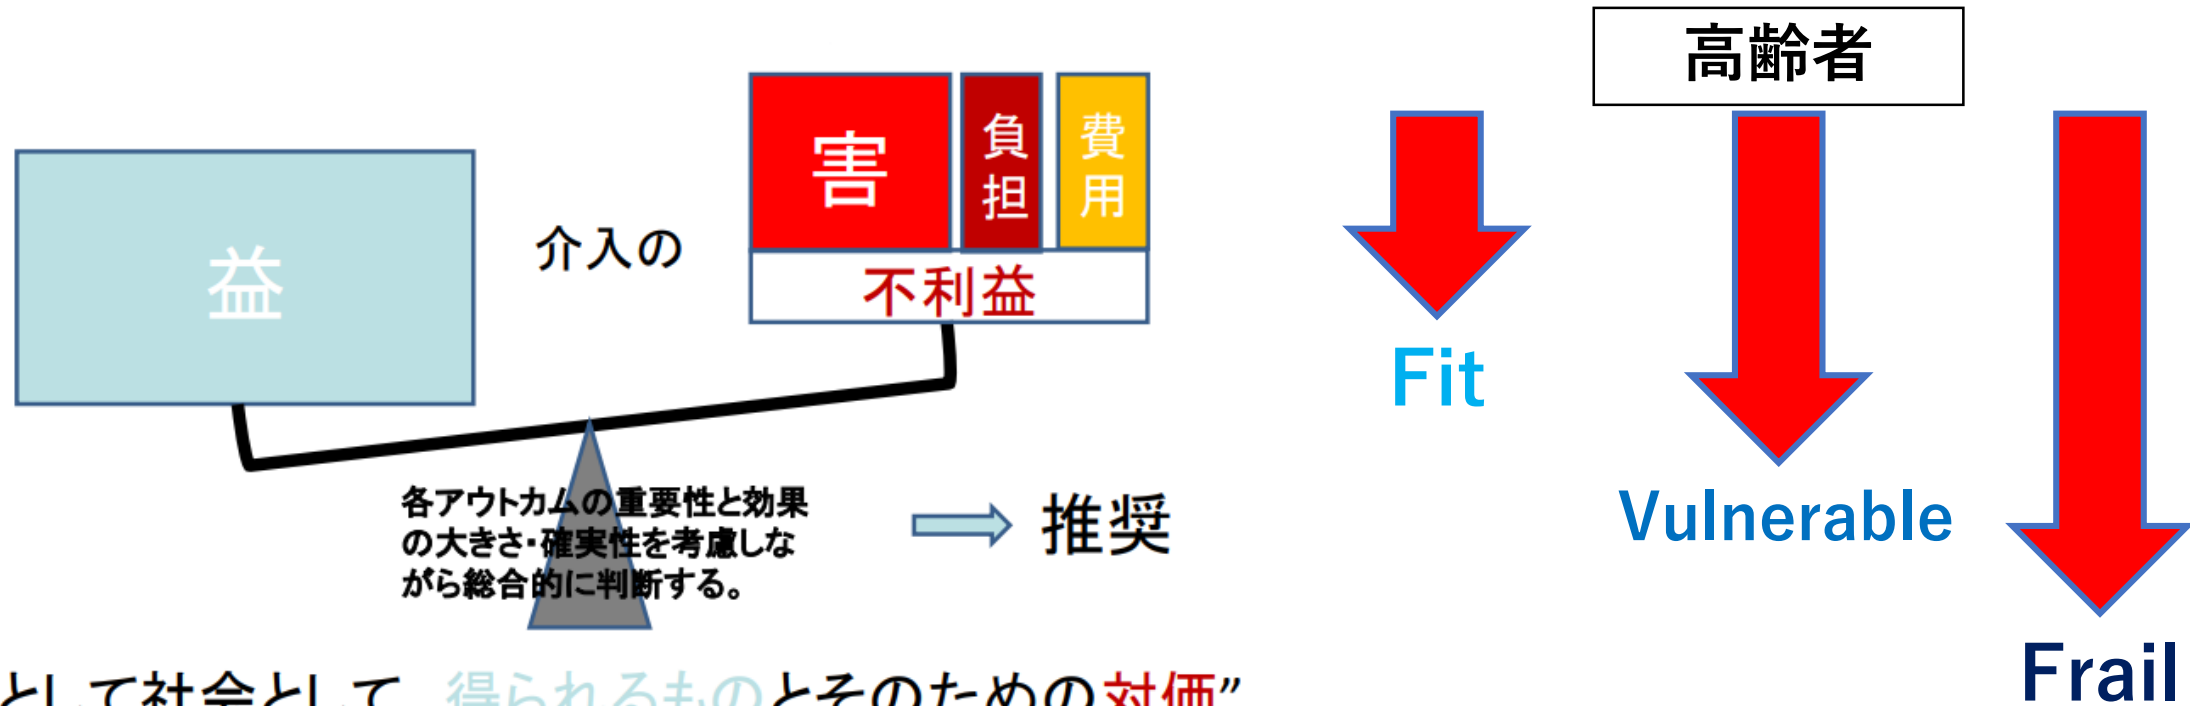 益
介入の
害
負担
費用
不利益
各アウトカムの重要性と効果
の大きさ・確実性を考慮しな
がら総合的に判断する。
推奨
として社会として 得られるものとそのための対価”
高齢者
Fit
Vulnerable
Frail